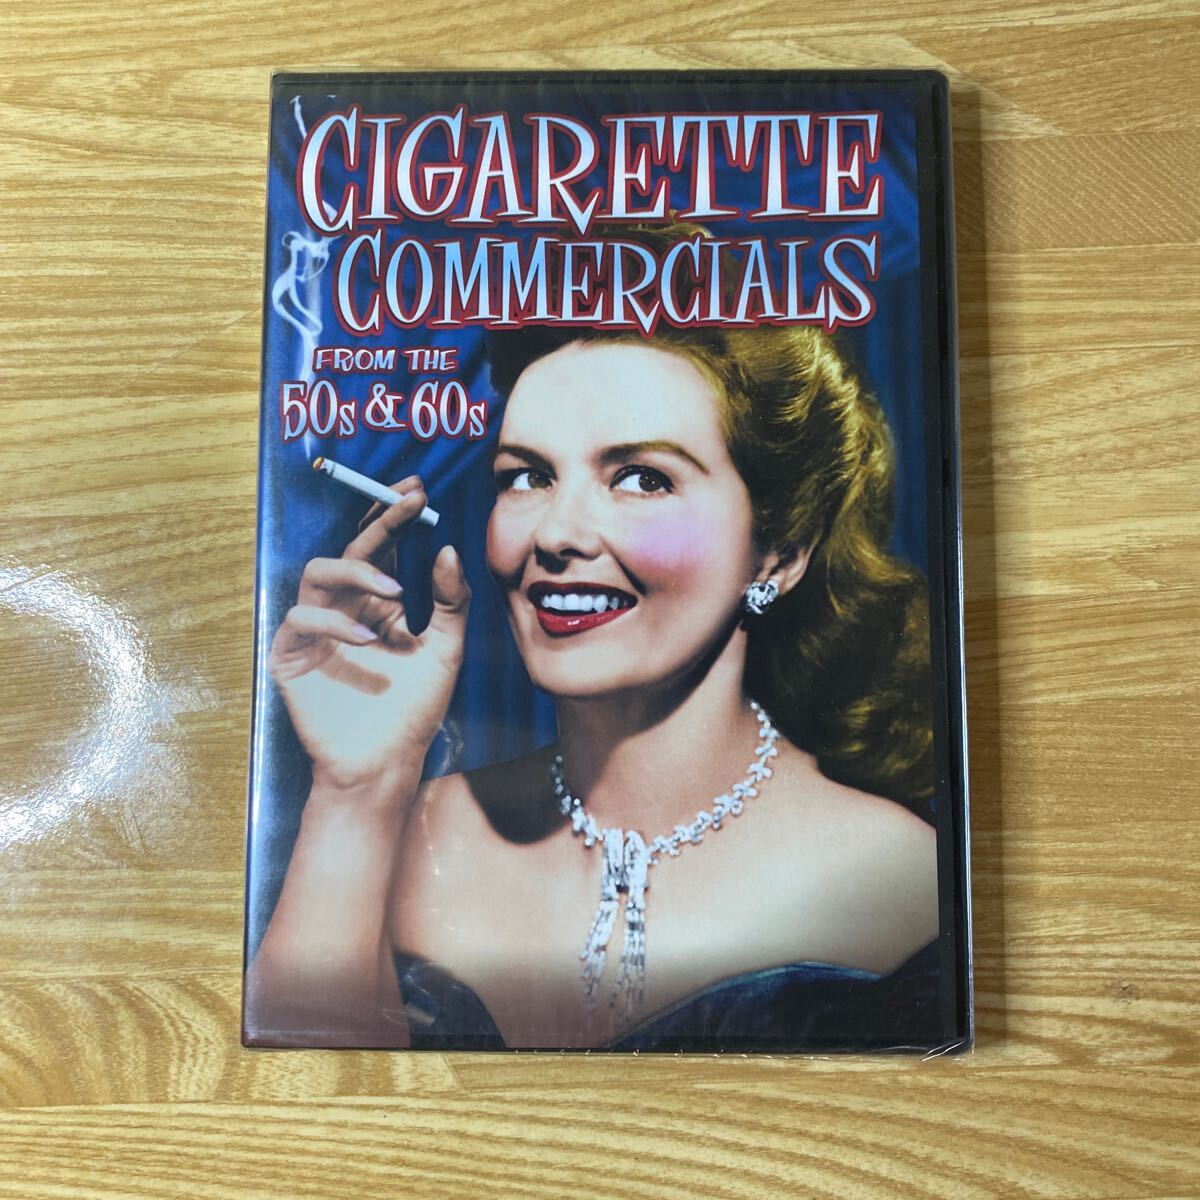 CIGARETTE
COMMERCIALS
FROM THE
50s & 60s